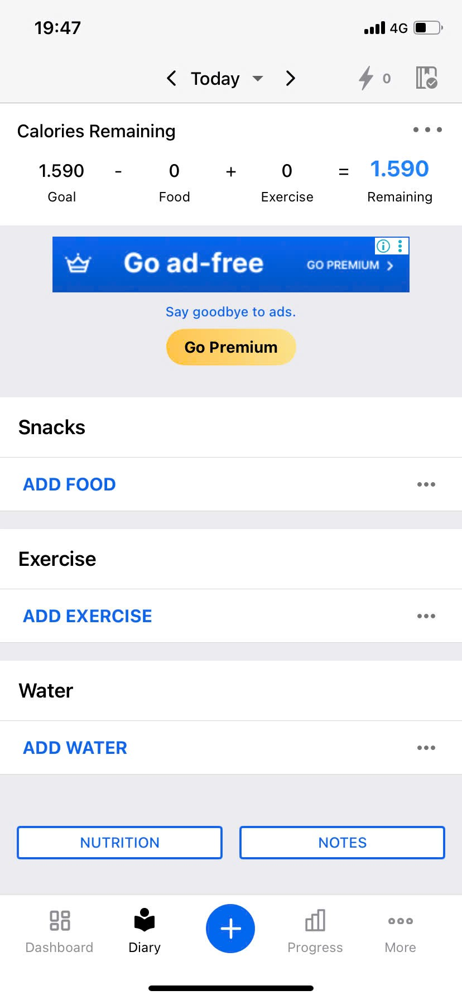 19:47 4G
Today 0
Calories Remaining
1.590 - 0 + 0 = 1.590
Goal Food Exercise Remaining
Go ad-free GO PREMIUM
Say goodbye to ads.
Go Premium
Snacks
ADD FOOD
Exercise
ADD EXERCISE
Water
ADD WATER
NUTRITION NOTES
Dashboard Diary Progress More